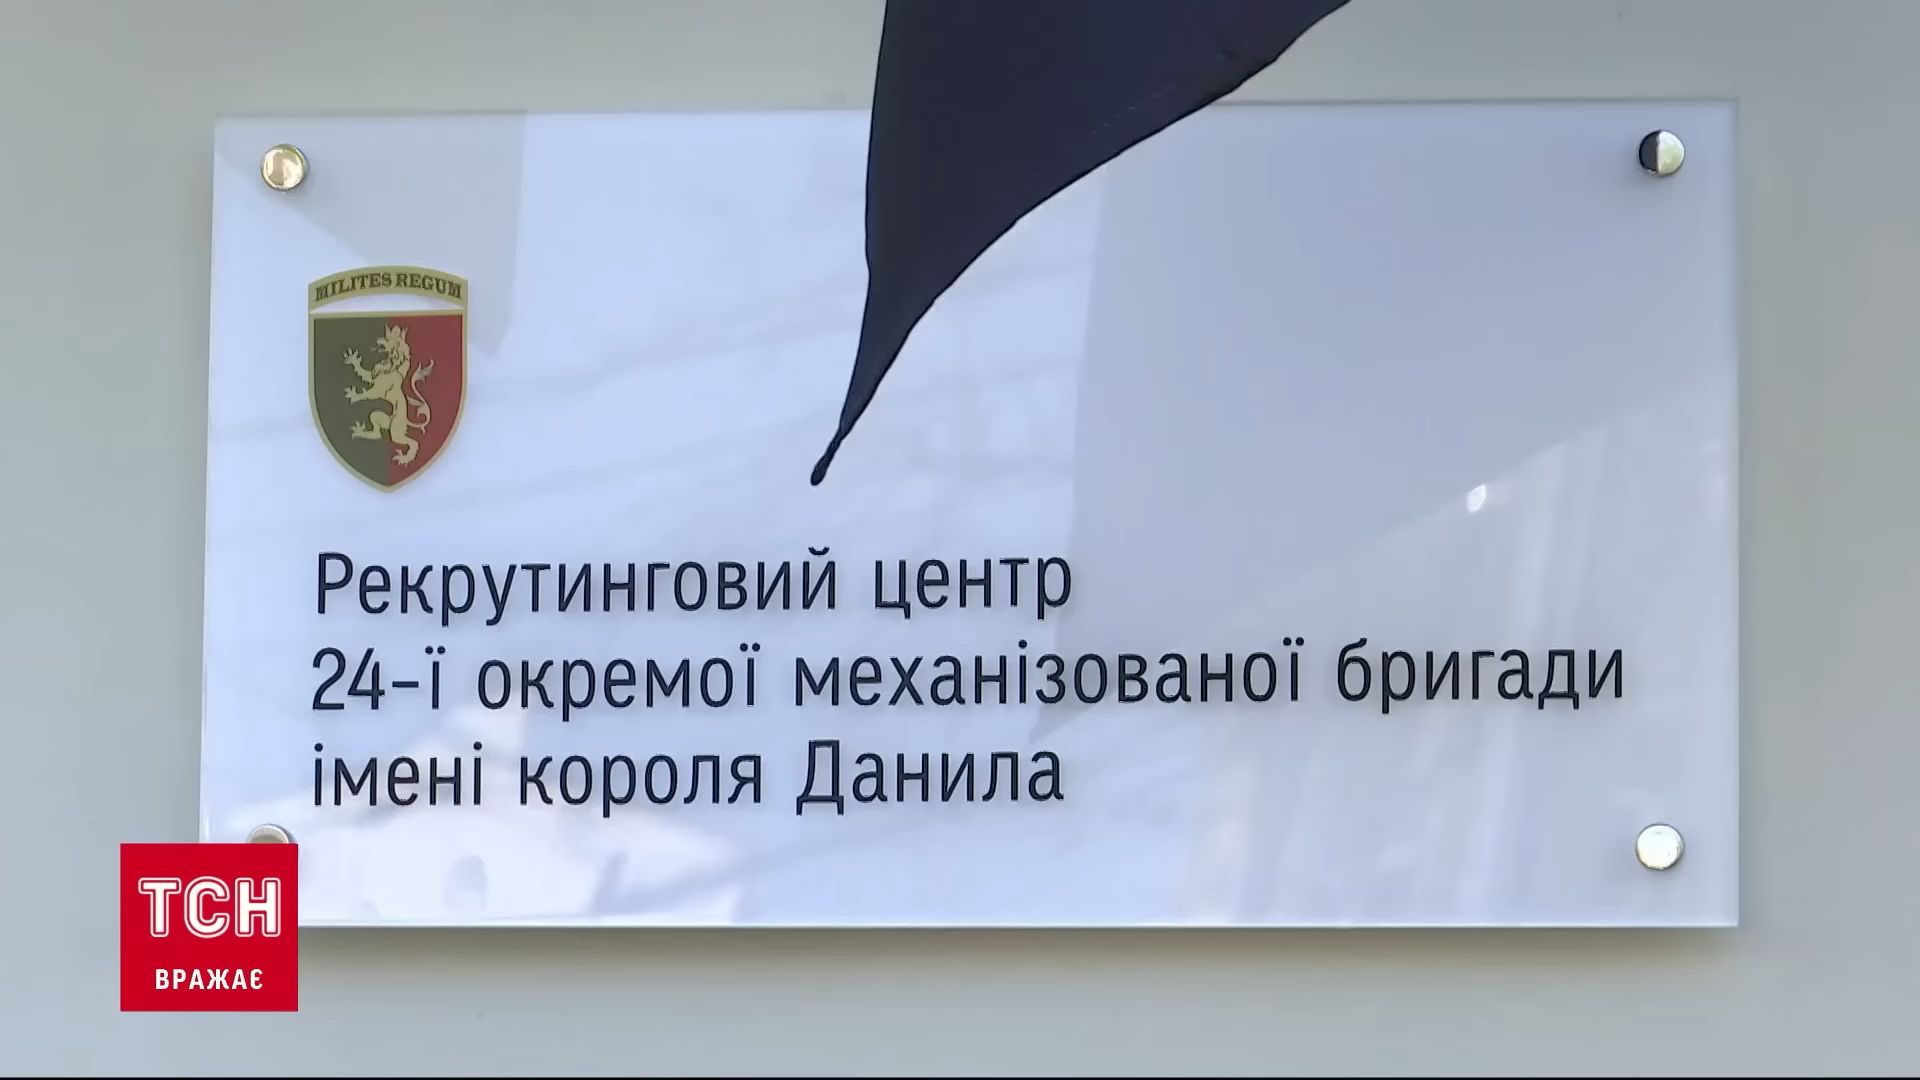 MILITES REGUM
Рекрутинговий центр
24-ї окремої механізованої бригади
імені короля Данила
ТСН
ВРАЖАЄ